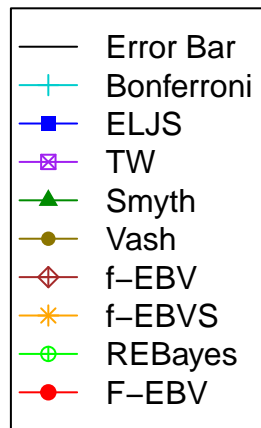 Error Bar
Bonferroni
ELJS
TW
Smyth
Vash
f−EBV
f−EBVS
REBayes
F−EBV